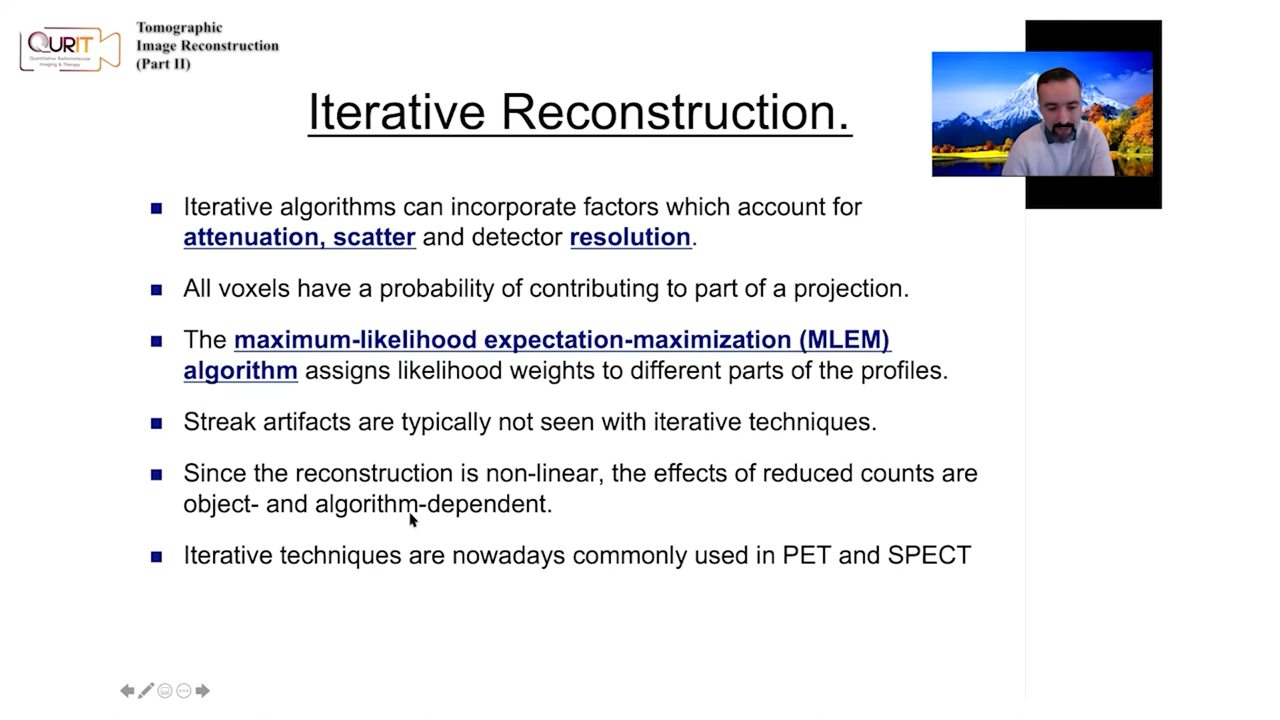 QURIT
Quantitative Radiomolecular
Imaging & Therapy
Tomographic
Image Reconstruction
(Part II)
Iterative Reconstruction.
Iterative algorithms can incorporate factors which account for
attenuation, scatter and detector resolution.
All voxels have a probability of contributing to part of a projection.
The maximum-likelihood expectation-maximization (MLEM)
algorithm assigns likelihood weights to different parts of the profiles.
Streak artifacts are typically not seen with iterative techniques.
Since the reconstruction is non-linear, the effects of reduced counts are
object- and algorithm-dependent.
Iterative techniques are nowadays commonly used in PET and SPECT